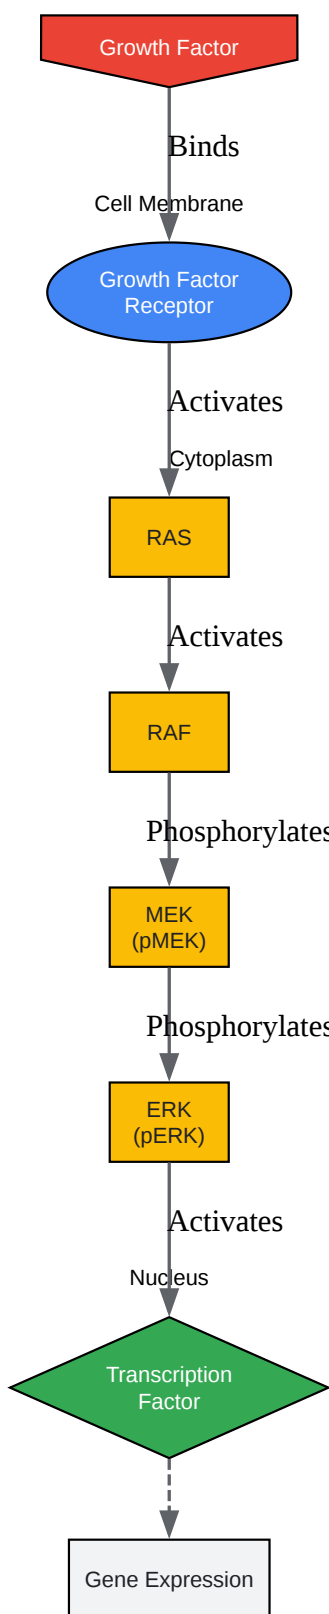 Growth Factor
Binds
Cell Membrane
Growth Factor
Receptor
Activates
Cytoplasm
RAS
Activates
RAF
Phosphorylates
MEK
(pMEK)
Phosphorylates
ERK
(pERK)
Activates
Nucleus
Transcription
Factor
Gene Expression